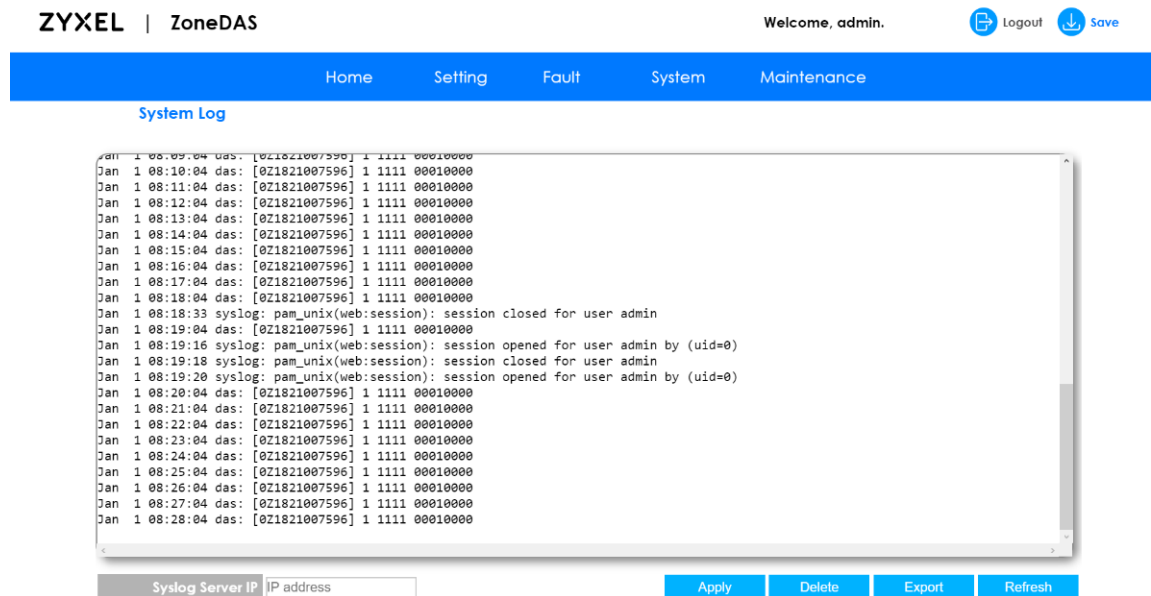 ZYXEL | ZoneDAS
Welcome, admin.
Logout
Save
Home Setting Fault System Maintenance
System Log
Jan 1 08:09:04 das: [0Z1821007596] 1 1111 00010000
Jan 1 08:10:04 das: [0Z1821007596] 1 1111 00010000
Jan 1 08:11:04 das: [0Z1821007596] 1 1111 00010000
Jan 1 08:12:04 das: [0Z1821007596] 1 1111 00010000
Jan 1 08:13:04 das: [0Z1821007596] 1 1111 00010000
Jan 1 08:14:04 das: [0Z1821007596] 1 1111 00010000
Jan 1 08:15:04 das: [0Z1821007596] 1 1111 00010000
Jan 1 08:16:04 das: [0Z1821007596] 1 1111 00010000
Jan 1 08:17:04 das: [0Z1821007596] 1 1111 00010000
Jan 1 08:18:04 das: [0Z1821007596] 1 1111 00010000
Jan 1 08:18:33 syslog: pam_unix(web:session): session closed for user admin
Jan 1 08:19:04 das: [0Z1821007596] 1 1111 00010000
Jan 1 08:19:16 syslog: pam_unix(web:session): session opened for user admin by (uid=0)
Jan 1 08:19:18 syslog: pam_unix(web:session): session closed for user admin
Jan 1 08:19:20 syslog: pam_unix(web:session): session opened for user admin by (uid=0)
Jan 1 08:20:04 das: [0Z1821007596] 1 1111 00010000
Jan 1 08:21:04 das: [0Z1821007596] 1 1111 00010000
Jan 1 08:22:04 das: [0Z1821007596] 1 1111 00010000
Jan 1 08:23:04 das: [0Z1821007596] 1 1111 00010000
Jan 1 08:24:04 das: [0Z1821007596] 1 1111 00010000
Jan 1 08:25:04 das: [0Z1821007596] 1 1111 00010000
Jan 1 08:26:04 das: [0Z1821007596] 1 1111 00010000
Jan 1 08:27:04 das: [0Z1821007596] 1 1111 00010000
Jan 1 08:28:04 das: [0Z1821007596] 1 1111 00010000
Syslog Server IP IP address Apply Delete Export Refresh